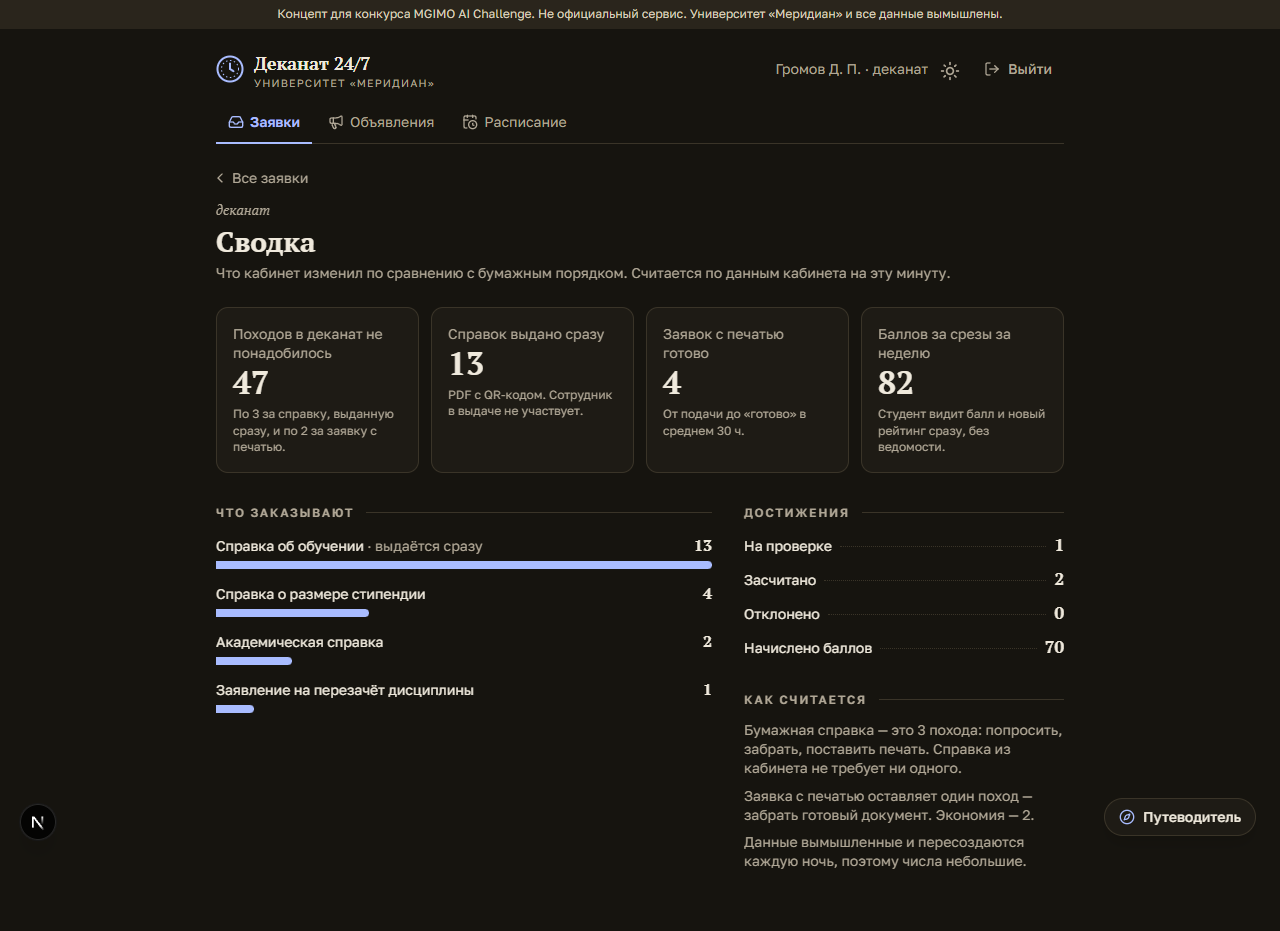 Концепт для конкурса MGIMO AI Challenge. Не официальный сервис. Университет «Меридиан» и все данные вымышлены.
Деканат 24/7
УНИВЕРСИТЕТ «МЕРИДИАН»
Громов Д. П. · деканат
Выйти
Заявки
Объявления
Расписание
Все заявки
деканат
Сводка
Что кабинет изменил по сравнению с бумажным порядком. Считается по данным кабинета на эту минуту.
Походов в деканат не
понадобилось
47
По 3 за справку, выданную
сразу, и по 2 за заявку с
печатью.
Справок выдано сразу
13
PDF с QR-кодом. Сотрудник
в выдаче не участвует.
Заявок с печатью
готово
4
От подачи до «готово» в
среднем 30 ч.
Баллов за срезы за
неделю
82
Студент видит балл и новый
рейтинг сразу, без
ведомости.
ЧТО ЗАКАЗЫВАЮТ
Справка об обучении · выдаётся сразу 13
Справка о размере стипендии 4
Академическая справка 2
Заявление на перезачёт дисциплины 1
ДОСТИЖЕНИЯ
На проверке 1
Засчитано 2
Отклонено 0
Начислено баллов 70
КАК СЧИТАЕТСЯ
Бумажная справка — это 3 похода: попросить,
забрать, поставить печать. Справка из
кабинета не требует ни одного.
Заявка с печатью оставляет один поход —
забрать готовый документ. Экономия — 2.
Данные вымышленные и пересоздаются
каждую ночь, поэтому числа небольшие.
N
Путеводитель